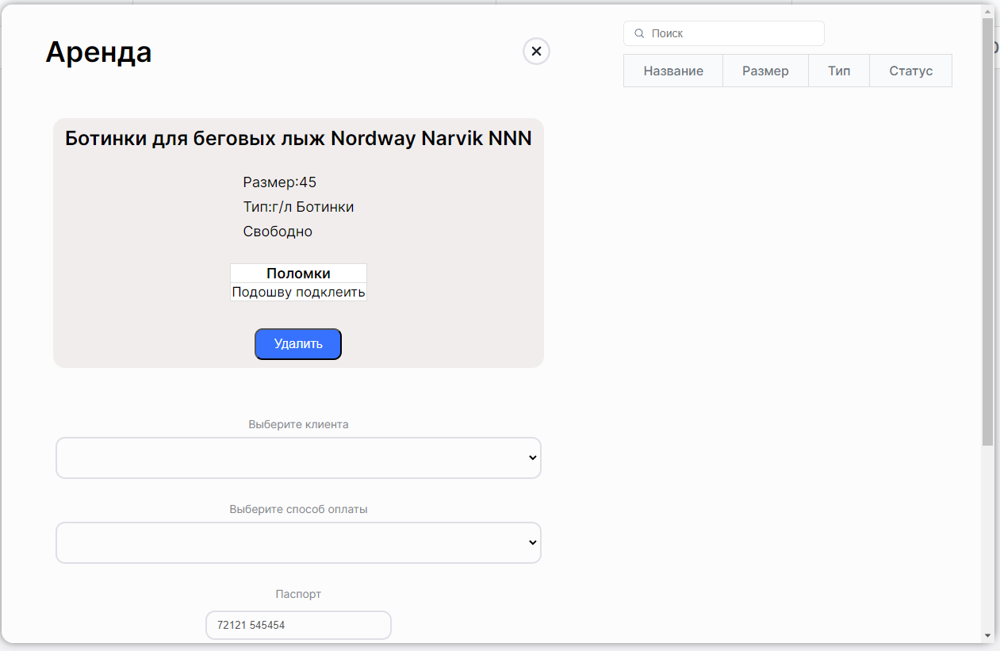 Аренда
Поиск
Название Размер Тип Статус
Ботинки для беговых лыж Nordway Narvik NNN
Размер:45
Тип:г/л Ботинки
Свободно
Поломки
Подошву подклеить
Удалить
Выберите клиента
Выберите способ оплаты
Паспорт
72121 545454